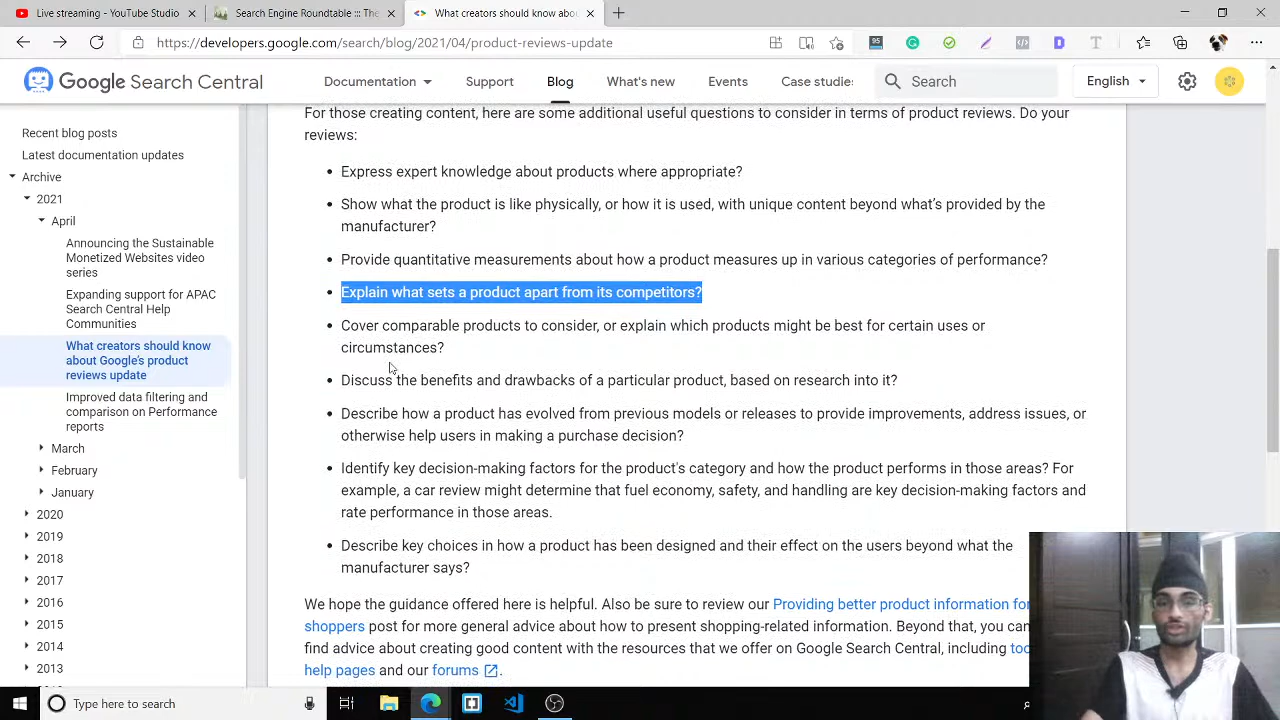 Live streaming - YouTube Studio
Search Engine Roundtable ::: The
What creators should know abou
https://developers.google.com/search/blog/2021/04/product-reviews-update
95
Google Search Central
Documentation
Support
Blog
What's new
Events
Case studie
Search
English
Recent blog posts
Latest documentation updates
Archive
2021
April
Announcing the Sustainable
Monetized Websites video
series
Expanding support for APAC
Search Central Help
Communities
What creators should know
about Google's product
reviews update
Improved data filtering and
comparison on Performance
reports
March
February
January
2020
2019
2018
2017
2016
2015
2014
2013
For those creating content, here are some additional useful questions to consider in terms of product reviews. Do your
reviews:
• Express expert knowledge about products where appropriate?
• Show what the product is like physically, or how it is used, with unique content beyond what's provided by the
manufacturer?
• Provide quantitative measurements about how a product measures up in various categories of performance?
• Explain what sets a product apart from its competitors?
• Cover comparable products to consider, or explain which products might be best for certain uses or
circumstances?
• Discuss the benefits and drawbacks of a particular product, based on research into it?
• Describe how a product has evolved from previous models or releases to provide improvements, address issues, or
otherwise help users in making a purchase decision?
• Identify key decision-making factors for the product's category and how the product performs in those areas? For
example, a car review might determine that fuel economy, safety, and handling are key decision-making factors and
rate performance in those areas.
• Describe key choices in how a product has been designed and their effect on the users beyond what the
manufacturer says?
We hope the guidance offered here is helpful. Also be sure to review our Providing better product information for
shoppers post for more general advice about how to present shopping-related information. Beyond that, you can
find advice about creating good content with the resources that we offer on Google Search Central, including too
help pages and our forums.
Type here to search